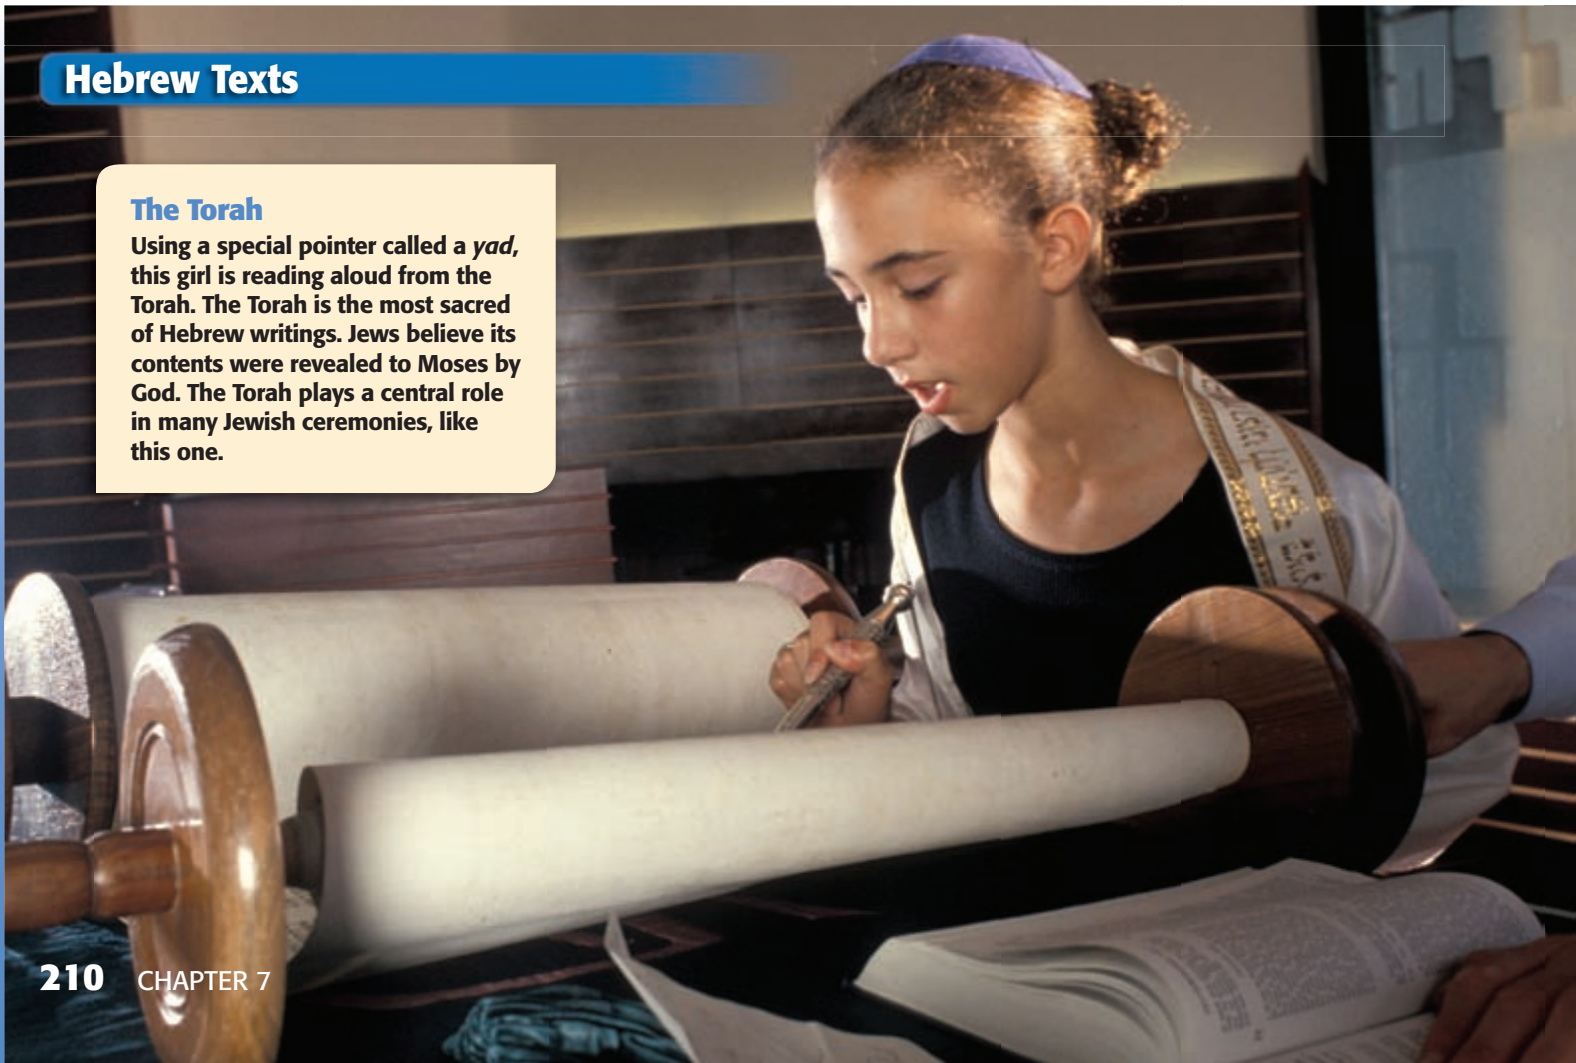 Hebrew Texts
The Torah
Using a special pointer called a yad,
this girl is reading aloud from the
Torah. The Torah is the most sacred
of Hebrew writings. Jews believe its
contents were revealed to Moses by
God. The Torah plays a central role
in many Jewish ceremonies, like
this one.
210 CHAPTER 7